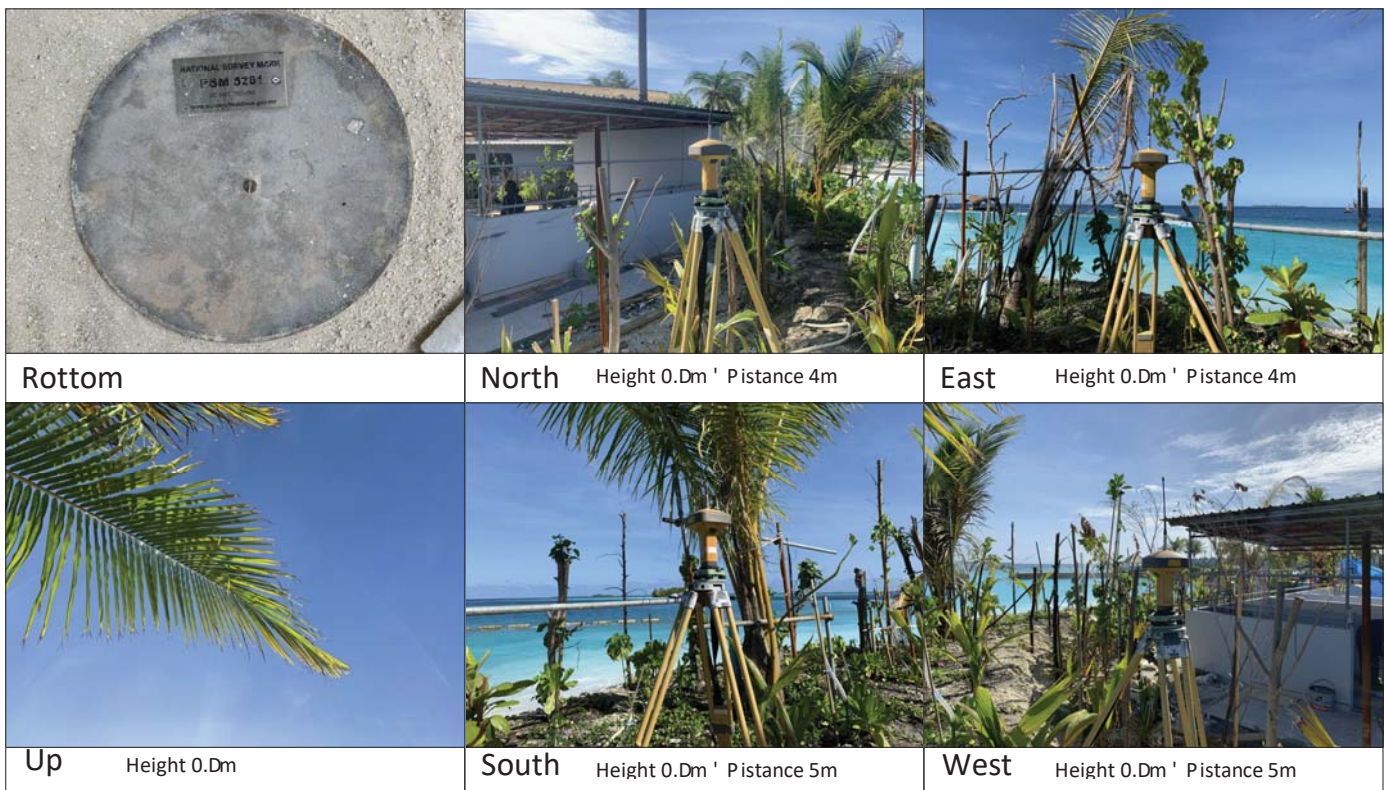 NATIONAL SURVEY MARK
PSM 5201
Rottom
North Height 0.Dm ' Pistance 4m
East Height 0.Dm ' Pistance 4m
Up Height 0.Dm
South Height 0.Dm ' Pistance 5m
West Height 0.Dm ' Pistance 5m